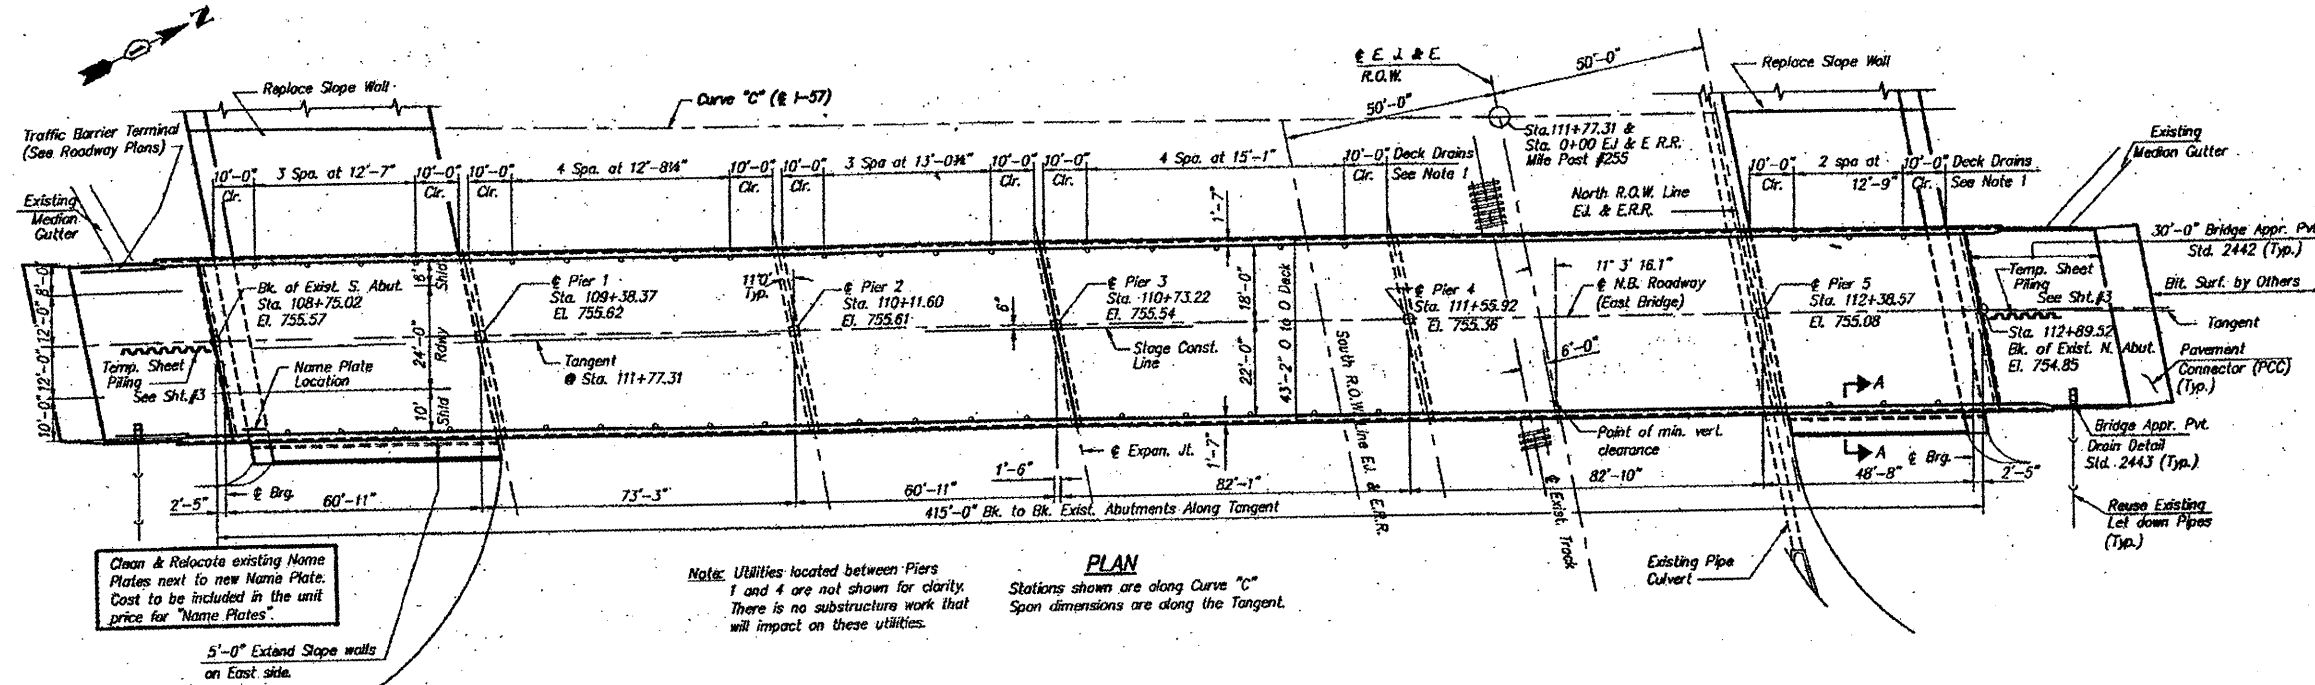 N
Replace Slope Wall
Curve "C" (℄ I-57)
℄ E. J. & E.
R.O.W.
50'-0"
50'-0"
Replace Slope Wall
Traffic Barrier Terminal
(See Roadway Plans)
Sta. 111+77.31 &
Sta. 0+00 EJ & E R.R.
Mile Post #255
Existing
Median Gutter
10'-0"
Clr.
3 Spa. at 12'-7"
10'-0"
Clr.
10'-0"
Clr.
4 Spa. at 12'-8¼"
10'-0"
Clr.
10'-0"
Clr.
3 Spa at
10'-0"
Clr.
10'-0"
Clr.
4 Spa. at 15'-1"
10'-0"
Clr.
Deck Drains
See Note 1
10'-0"
Clr.
2 spa at
12'-9"
10'-0"
Clr.
Deck Drains
See Note 1
North R.O.W. Line
EJ. & E.R.R.
Existing
Median
Gutter
1'-7"
30'-0" Bridge Appr. Pvt
Std. 2442 (Typ.)
Bk. of Exist. S. Abut.
Sta. 108+75.02
El. 755.57
8' Shld
℄ Pier 1
Sta. 109+38.37
El. 755.62
11°0'
Typ.
℄ Pier 2
Sta. 110+11.60
El. 755.61
6"
℄ Pier 3
Sta. 110+73.22
El. 755.54
18'-0"
43'-2" O to O Deck
℄ Pier 4
Sta. 111+55.92
El. 755.36
11° 3' 16.1"
℄ N.B. Roadway
(East Bridge)
℄ Pier 5
Sta. 112+38.57
El. 755.08
Temp. Sheet
Piling
See Sht.#3
Bit. Surf. by Others
Tangent
Sta. 112+89.52
Bk. of Exist. N. Abut.
El. 754.85
Pavement
Connector (PCC)
(Typ.)
10'-0" 12'-0" 12'-0" 8'-0"
Temp. Sheet
Piling
See Sht.#3
Name Plate
Location
24'-0" Rdwy
10' Shld
Tangent
@ Sta. 111+77.31
Stage Const.
Line
22'-0"
South R.O.W. Line EJ. & E.R.R.
6'-0"
A
A
Point of min. vert.
clearance
℄ Expan. Jt.
1'-7"
℄ Exist. Track
Bridge Appr. Pvt.
Drain Detail
Std. 2443 (Typ.)
2'-5"
℄ Brg.
60'-11"
73'-3"
60'-11"
1'-6"
82'-1"
82'-10"
48'-8"
℄ Brg.
2'-5"
415'-0" Bk. to Bk. Exist. Abutments Along Tangent
Reuse Existing
Let down Pipes
(Typ.)
Existing Pipe
Culvert
Clean & Relocate existing Name
Plates next to new Name Plate.
Cost to be included in the unit
price for "Name Plates".
5'-0" Extend Slope walls
on East side.
Note: Utilities located between Piers
1 and 4 are not shown for clarity.
There is no substructure work that
will impact on these utilities.
PLAN
Stations shown are along Curve "C"
Span dimensions are along the Tangent.